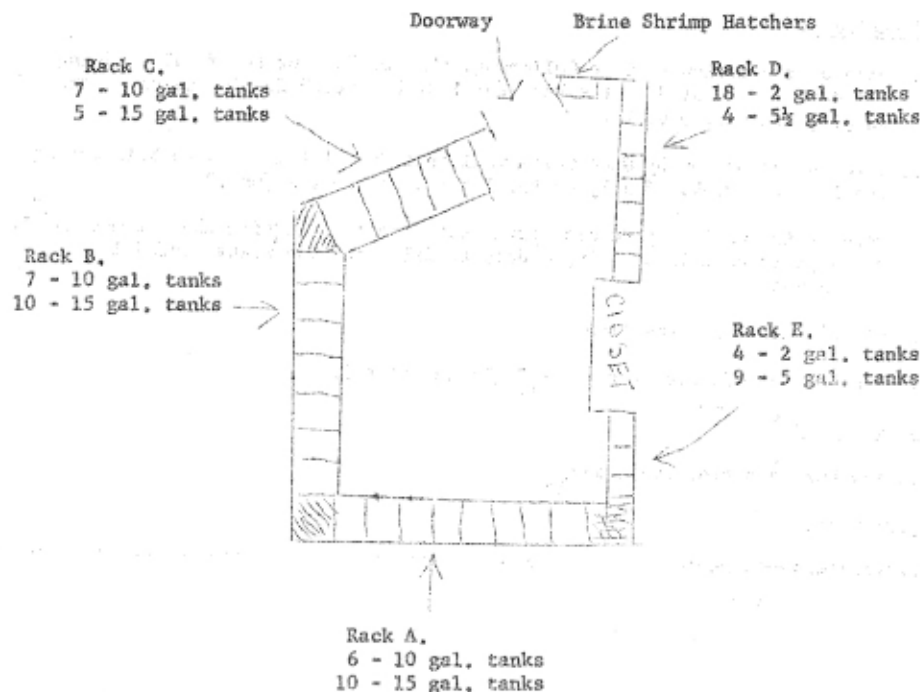 Doorway
Brine Shrimp Hatchers
Rack C.
7 - 10 gal. tanks
5 - 15 gal. tanks
Rack D.
18 - 2 gal. tanks
4 - 5½ gal. tanks
Rack B.
7 - 10 gal. tanks
10 - 15 gal. tanks
CLOSET
Rack E.
4 - 2 gal. tanks
9 - 5 gal. tanks
Rack A.
6 - 10 gal. tanks
10 - 15 gal. tanks